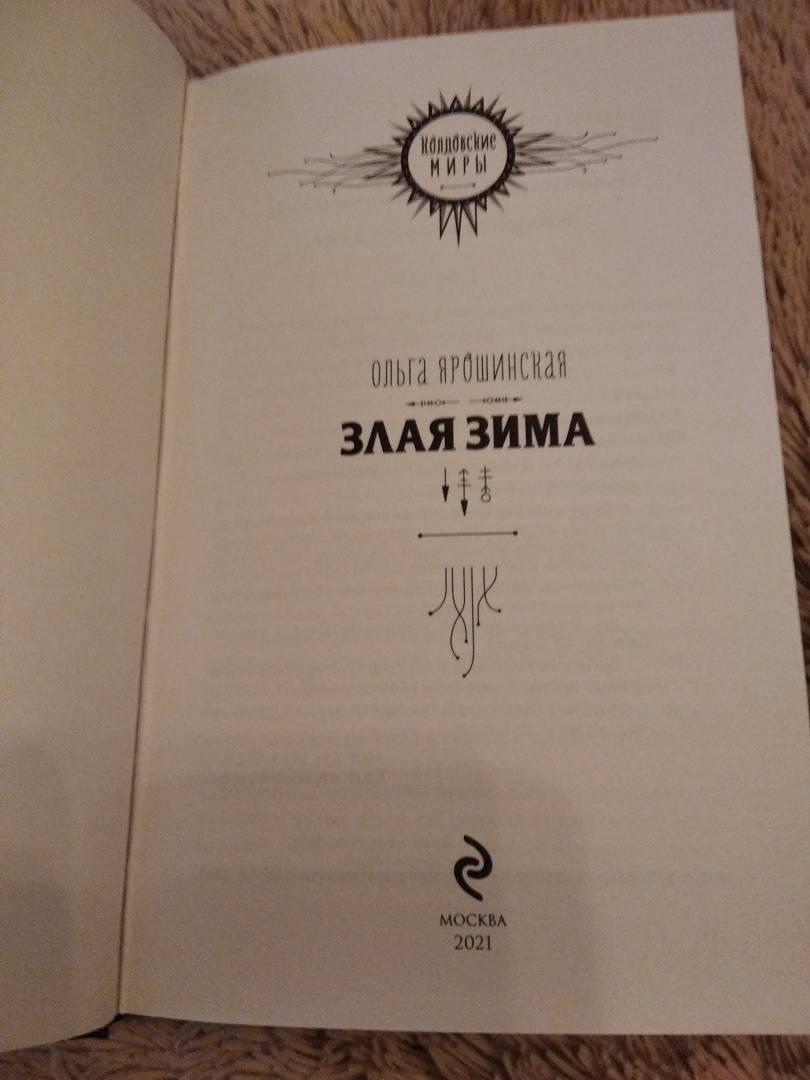 КОЛДОВСКИЕ
МИРЫ
ОЛЬГА ЯРОШИНСКАЯ
ЗЛАЯ ЗИМА
МОСКВА
2021